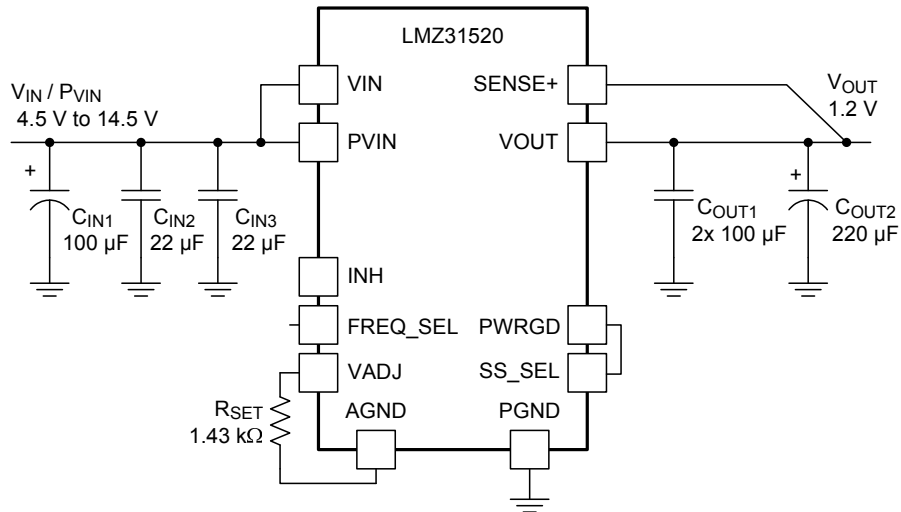 LMZ31520
VIN / PVIN
4.5 V to 14.5 V
VIN
SENSE+
VOUT
1.2 V
PVIN
VOUT
+
CIN1
100 µF
CIN2
22 µF
CIN3
22 µF
COUT1
2x 100 µF
+
COUT2
220 µF
INH
FREQ_SEL
PWRGD
VADJ
SS_SEL
RSET
1.43 kΩ
AGND
PGND